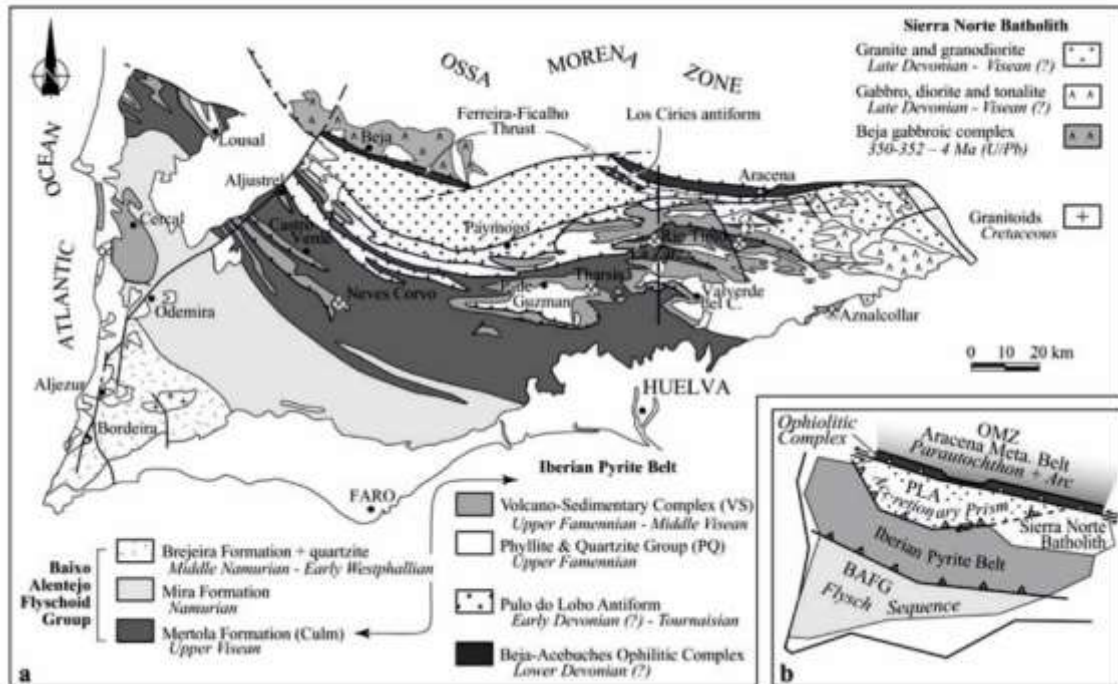 Sierra Norte Batholith
Granite and granodiorite
Late Devonian - Visean (?)
Gabbro, diorite and tonalite
Late Devonian - Visean (?)
Beja gabbroic complex
350-352 – 4 Ma (U/Pb)
Granitoids
Cretaceous
OSSA MORENA ZONE
Ferreira-Ficalho
Thrust
Los Ciries antiform
ATLANTIC OCEAN
Lousal
Beja
Aljustrel
Aracena
Cercal
Castro
Verde
Paymogo
Neves Corvo
Tharsis
Guzman
Valverde
del C.
Aznalcollar
Odemira
0 10 20 km
Aljezur
HUELVA
Bordeira
FARO
Iberian Pyrite Belt
Volcano-Sedimentary Complex (VS)
Upper Famennian - Middle Visean
Phyllite & Quartzite Group (PQ)
Upper Famennian
Pulo do Lobo Antiform
Early Devonian (?) - Tournaisian
Beja-Acebuches Ophilitic Complex
Lower Devonian (?)
Baixo
Alentejo
Flyschoid
Group
Brejeira Formation + quartzite
Middle Namurian - Early Westphallian
Mira Formation
Namurian
Mertola Formation (Culm)
Upper Visean
a
Ophiolitic
Complex
OMZ
Aracena Meta. Belt
Parautochthon + Arc
PLA
Accretionary Prism
Sierra Norte
Batholith
Iberian Pyrite Belt
BAFG
Flysch Sequence
b